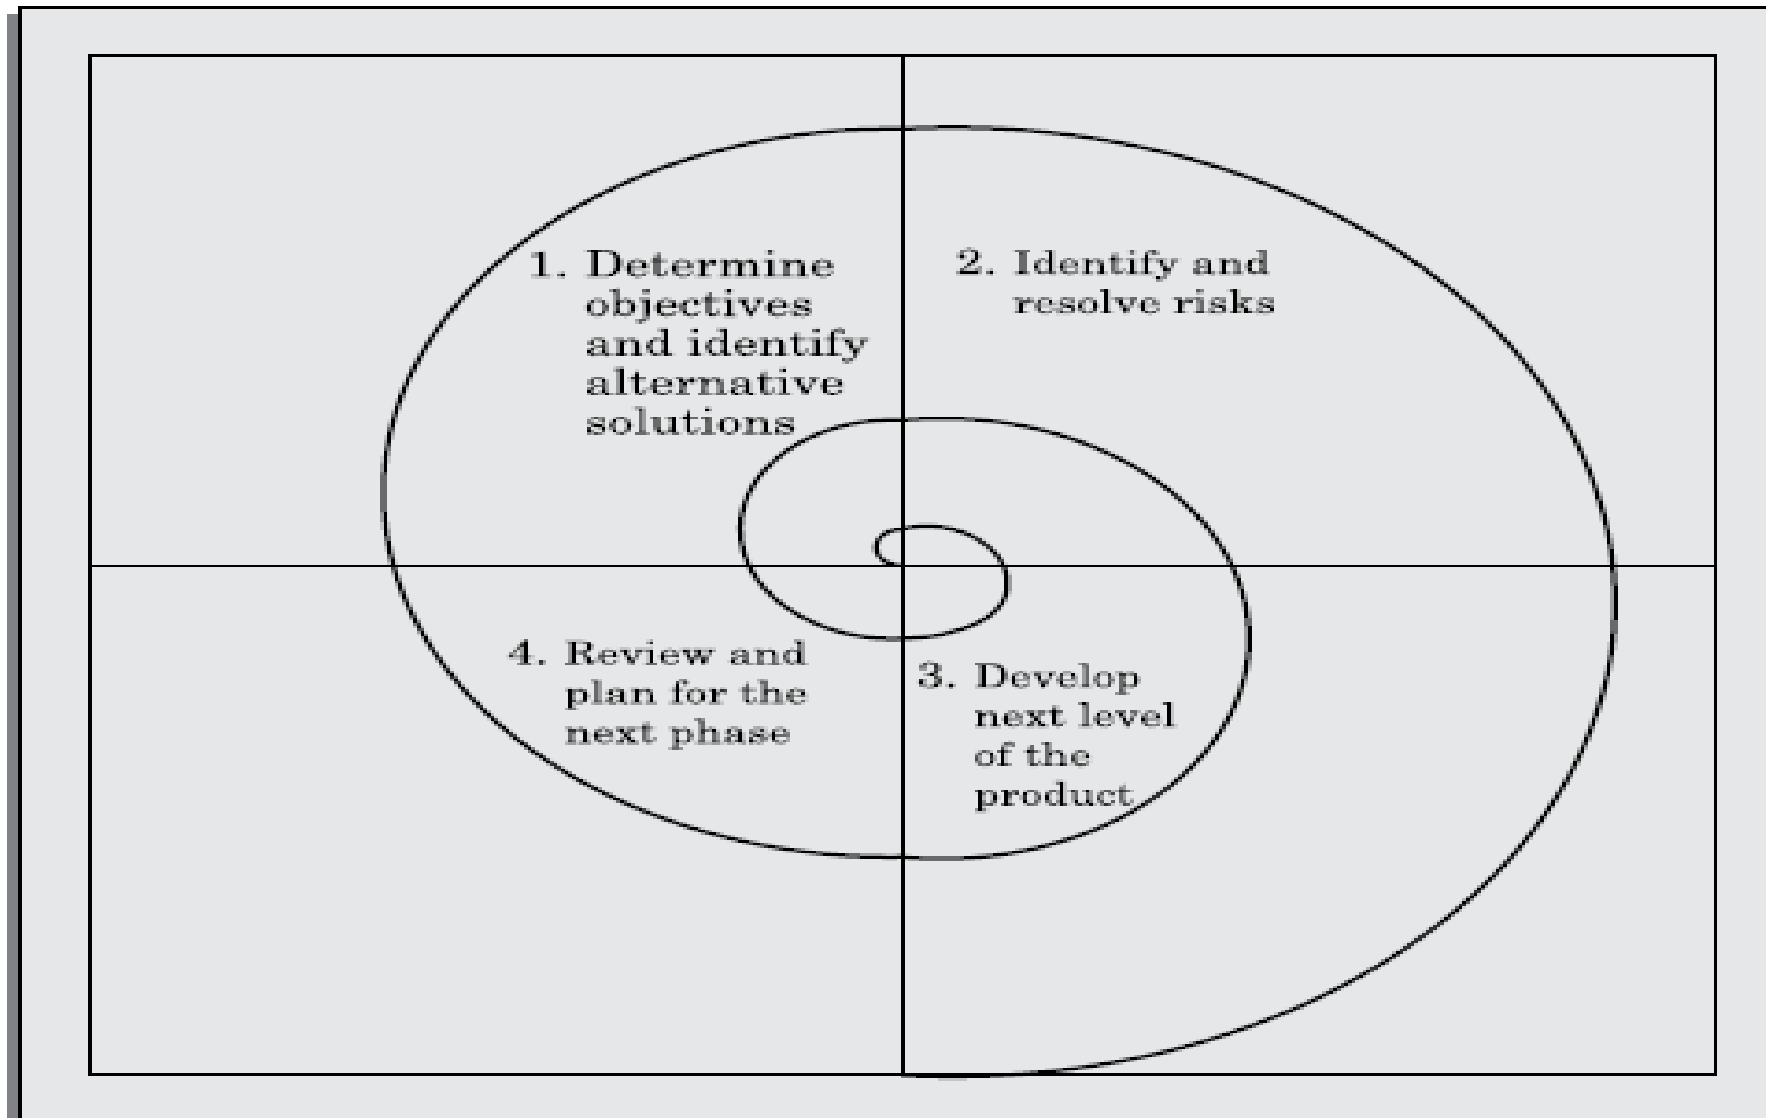 1. Determine
objectives
and identify
alternative
solutions
2. Identify and
resolve risks
3. Develop
next level
of the
product
4. Review and
plan for the
next phase